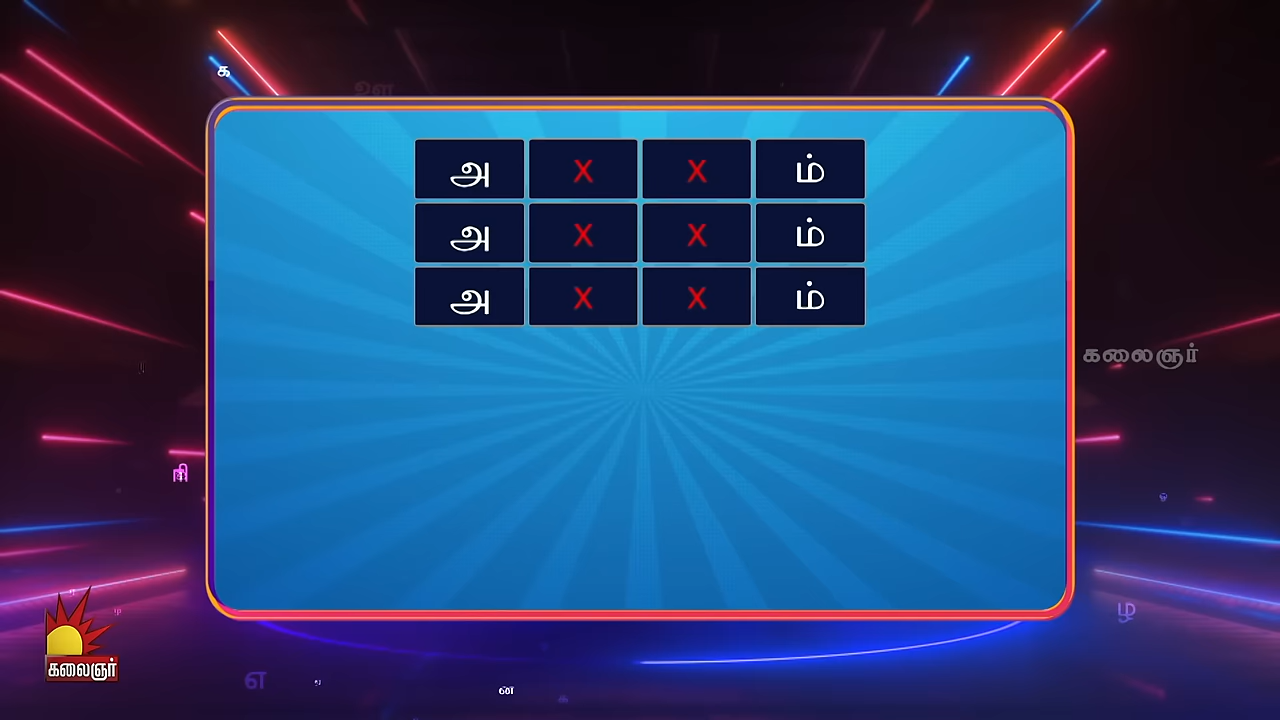 க
ஊ
அ X X ம்
அ X X ம்
அ X X ம்
கலைஞர்
ழ
கலைஞர்
எ
ன